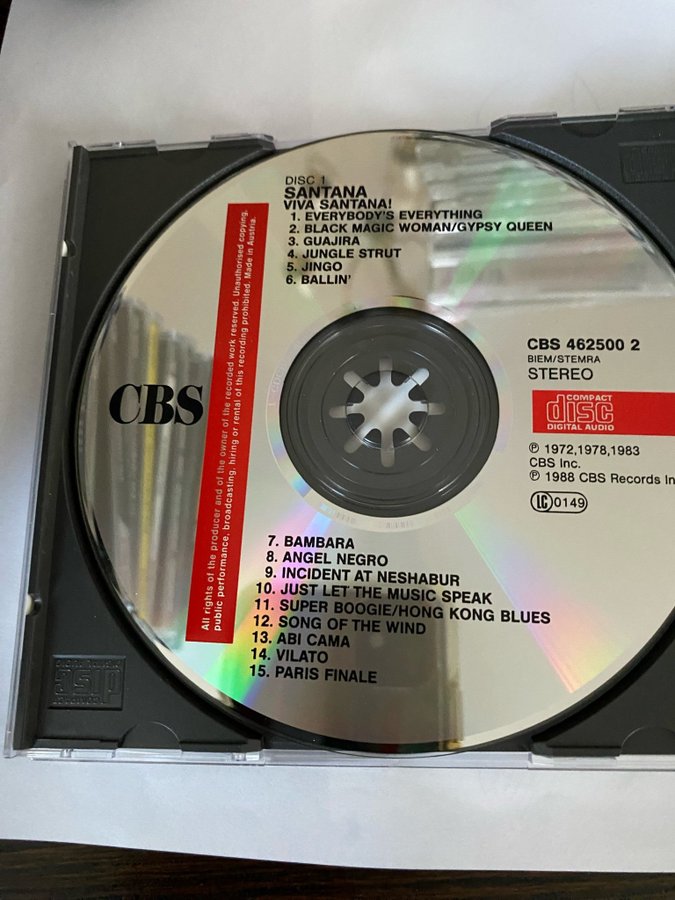 DISC 1
SANTANA
VIVA SANTANA!
1. EVERYBODY'S EVERYTHING
2. BLACK MAGIC WOMAN/GYPSY QUEEN
3. GUAJIRA
4. JUNGLE STRUT
5. JINGO
6. BALLIN'
All rights of the producer and of the owner of the recorded work reserved. Unauthorised copying,
public performance, broadcasting, hiring or rental of this recording prohibited. Made in Austria.
CBS
CBS 462500 2
BIEM/STEMRA
STEREO
COMPACT
disc
DIGITAL AUDIO
℗ 1972,1978,1983
CBS Inc.
℗ 1988 CBS Records In
LC 0149
7. BAMBARA
8. ANGEL NEGRO
9. INCIDENT AT NESHABUR
10. JUST LET THE MUSIC SPEAK
11. SUPER BOOGIE/HONG KONG BLUES
12. SONG OF THE WIND
13. ABI CAMA
14. VILATO
15. PARIS FINALE